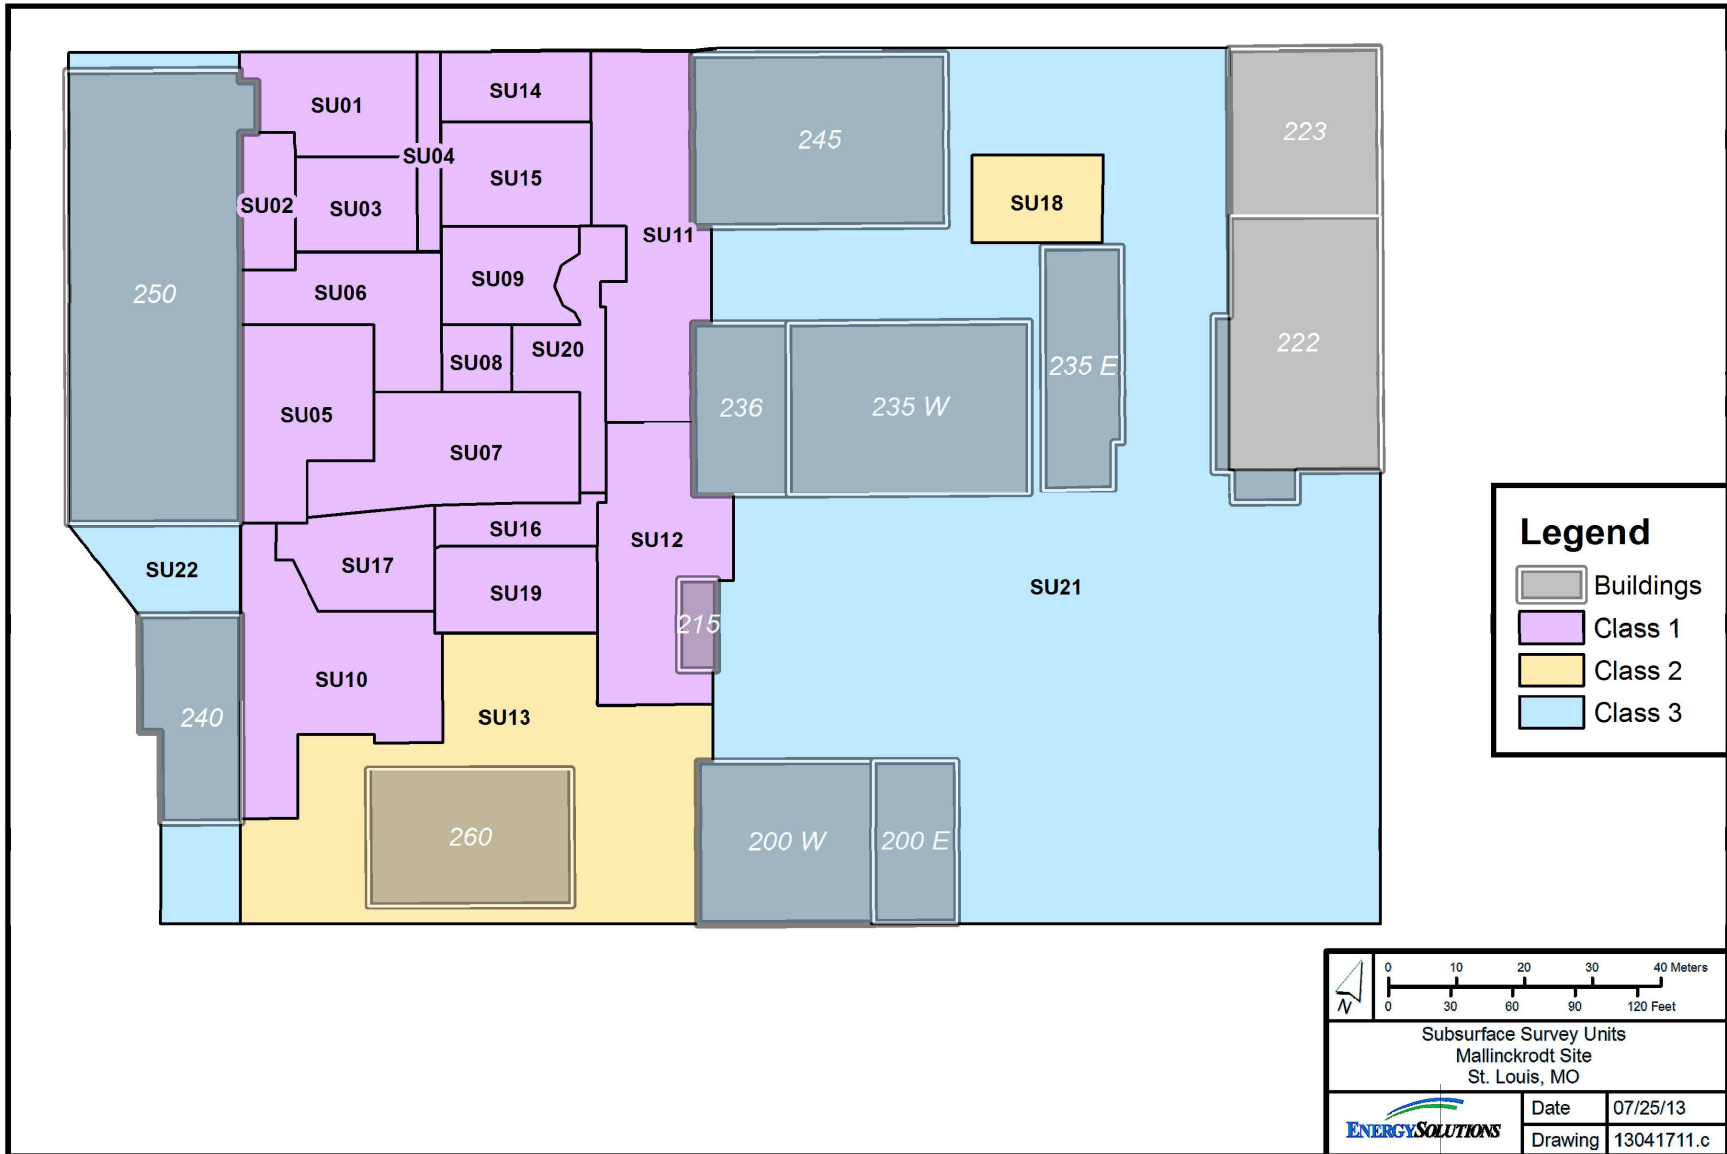 SU01
SU14
245
223
SU04
SU15
SU18
SU02
SU03
SU11
250
SU06
SU09
222
SU08
SU20
235 E
SU05
236
235 W
SU07
SU16
SU12
SU17
SU22
SU19
SU21
215
SU10
240
SU13
260
200 W
200 E
Legend
Buildings
Class 1
Class 2
Class 3
N
0 10 20 30 40 Meters
0 30 60 90 120 Feet
Subsurface Survey Units
Mallinckrodt Site
St. Louis, MO
ENERGYSOLUTIONS
Date 07/25/13
Drawing 13041711.c